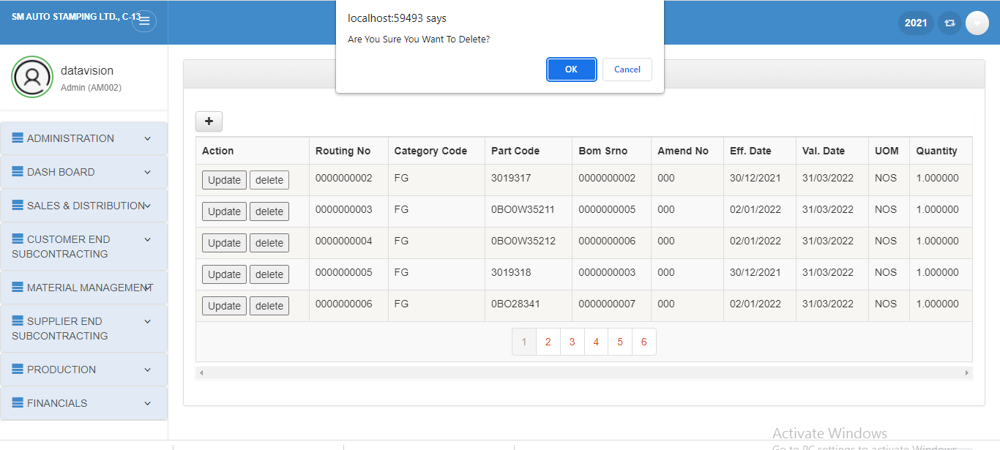 SM AUTO STAMPING LTD., C-13
localhost:59493 says
Are You Sure You Want To Delete?
OK Cancel
2021
datavision
Admin (AM002)
ADMINISTRATION
DASH BOARD
SALES & DISTRIBUTION
CUSTOMER END
SUBCONTRACTING
MATERIAL MANAGEMENT
SUPPLIER END
SUBCONTRACTING
PRODUCTION
FINANCIALS
+
Action Routing No Category Code Part Code Bom Srno Amend No Eff. Date Val. Date UOM Quantity
Update delete 0000000002 FG 3019317 0000000002 000 30/12/2021 31/03/2022 NOS 1.000000
Update delete 0000000003 FG 0BO0W35211 0000000005 000 02/01/2022 31/03/2022 NOS 1.000000
Update delete 0000000004 FG 0BO0W35212 0000000006 000 02/01/2022 31/03/2022 NOS 1.000000
Update delete 0000000005 FG 3019318 0000000003 000 30/12/2021 31/03/2022 NOS 1.000000
Update delete 0000000006 FG 0BO28341 0000000007 000 02/01/2022 31/03/2022 NOS 1.000000
1 2 3 4 5 6
Activate Windows
Go to PC settings to activate Windows.